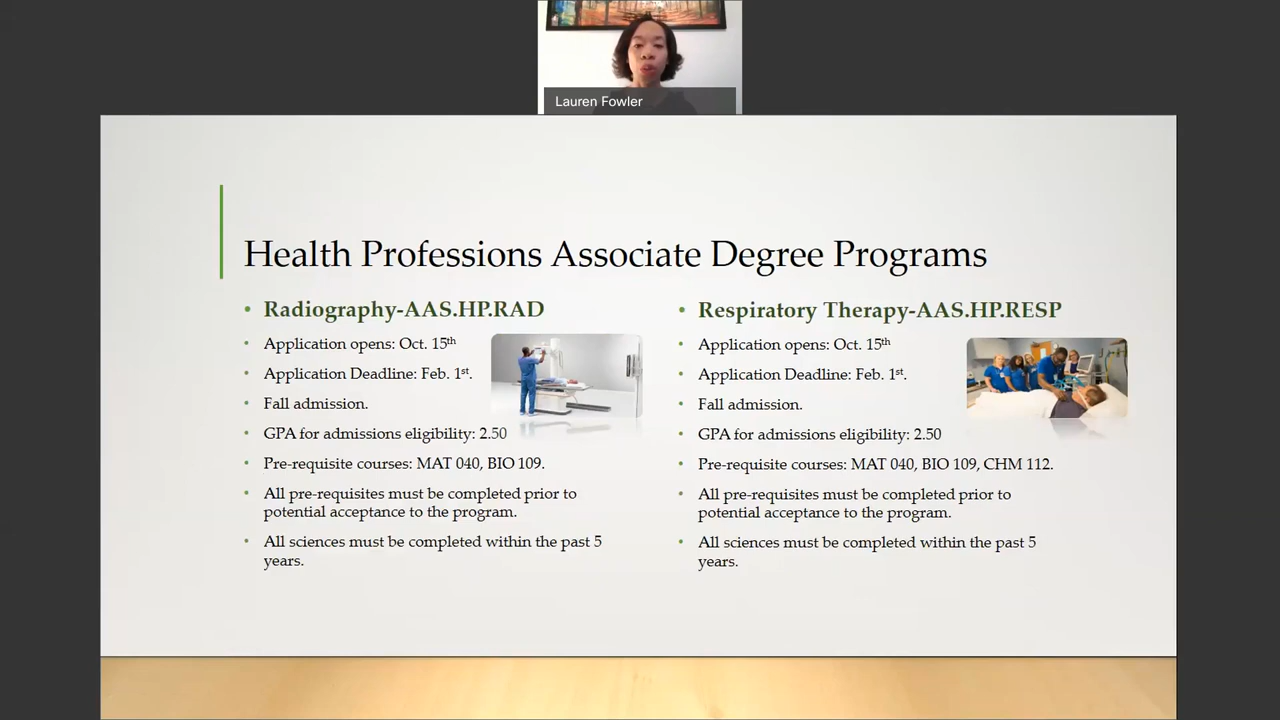 Lauren Fowler
Health Professions Associate Degree Programs
• Radiography-AAS.HP.RAD
• Application opens: Oct. 15th
• Application Deadline: Feb. 1st.
• Fall admission.
• GPA for admissions eligibility: 2.50
• Pre-requisite courses: MAT 040, BIO 109.
• All pre-requisites must be completed prior to
potential acceptance to the program.
• All sciences must be completed within the past 5
years.
• Respiratory Therapy-AAS.HP.RESP
• Application opens: Oct. 15th
• Application Deadline: Feb. 1st.
• Fall admission.
• GPA for admissions eligibility: 2.50
• Pre-requisite courses: MAT 040, BIO 109, CHM 112.
• All pre-requisites must be completed prior to
potential acceptance to the program.
• All sciences must be completed within the past 5
years.